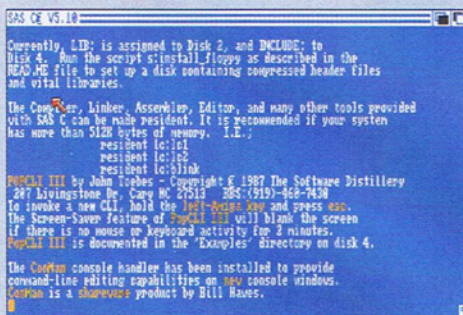 SAS CE V5.10
Currently, LIB: is assigned to Disk 2, and INCLUDE: to
Disk 4. Run the script s:install_floppy as described in the
READ.ME file to set up a disk containing compressed header files
and vital libraries.
The Compiler, Linker, Assembler, Editor, and many other tools provided
with SAS C can be made resident. It is recommended if your system
has more than 512K bytes of memory. I.E.;
resident lc:lc1
resident lc:lc2
resident lc:blink
PopCLI III by John Toebes - Copyright © 1987 The Software Distillery
Livingstone Dr, Cary NC 27513 BBS:(919)-
To invoke a new CLI, hold the left-Amiga key and press esc.
The Screen-Saver feature of PopCLI III will blank the screen
if there is no mouse or keyboard activity for 2 minutes.
PopCLI III is documented in the 'Examples' directory on disk 4.
The ConMan console handler has been installed to provide
command-line editing capabilities on new console windows.
ConMan is a shareware product by Bill Hawes.